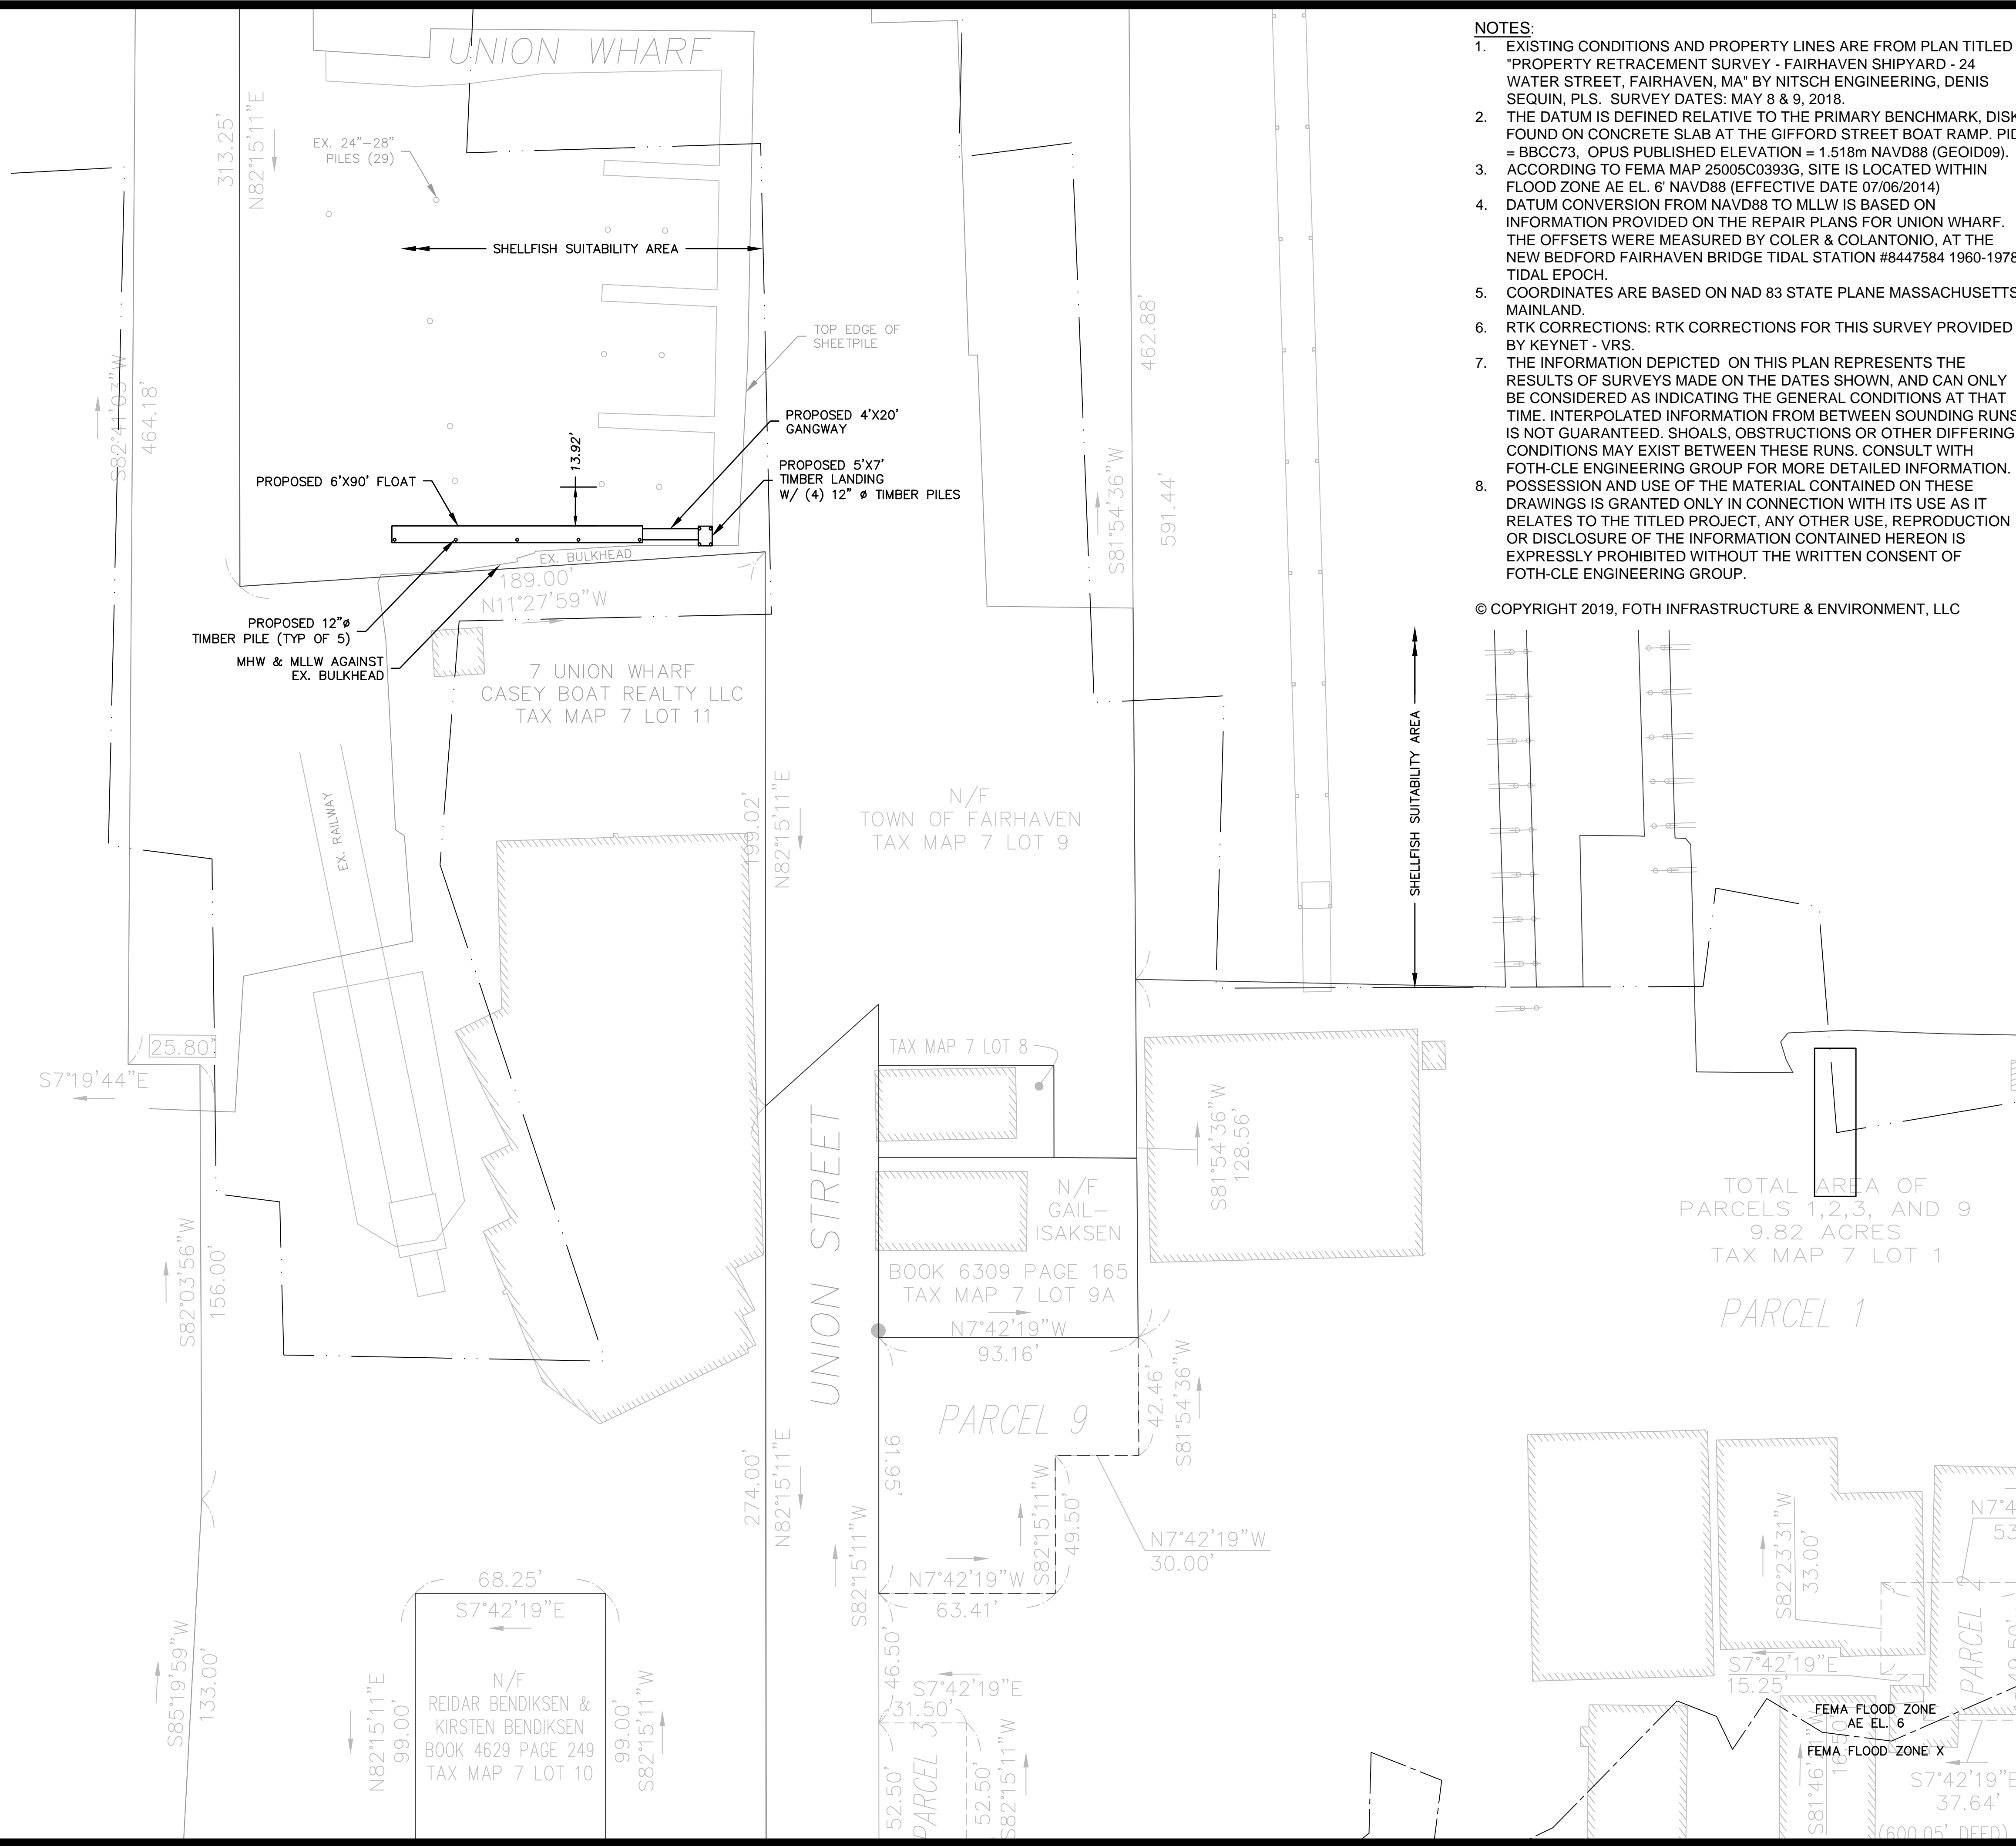 NOTES:
1. EXISTING CONDITIONS AND PROPERTY LINES ARE FROM PLAN TITLED
"PROPERTY RETRACEMENT SURVEY - FAIRHAVEN SHIPYARD - 24
WATER STREET, FAIRHAVEN, MA" BY NITSCH ENGINEERING, DENIS
SEQUIN, PLS. SURVEY DATES: MAY 8 & 9, 2018.
2. THE DATUM IS DEFINED RELATIVE TO THE PRIMARY BENCHMARK, DISK
FOUND ON CONCRETE SLAB AT THE GIFFORD STREET BOAT RAMP. PID
= BBCC73, OPUS PUBLISHED ELEVATION = 1.518m NAVD88 (GEOID09).
3. ACCORDING TO FEMA MAP 25005C0393G, SITE IS LOCATED WITHIN
FLOOD ZONE AE EL. 6' NAVD88 (EFFECTIVE DATE 07/06/2014)
4. DATUM CONVERSION FROM NAVD88 TO MLLW IS BASED ON
INFORMATION PROVIDED ON THE REPAIR PLANS FOR UNION WHARF.
THE OFFSETS WERE MEASURED BY COLER & COLANTONIO, AT THE
NEW BEDFORD FAIRHAVEN BRIDGE TIDAL STATION #8447584 1960-1978
TIDAL EPOCH.
5. COORDINATES ARE BASED ON NAD 83 STATE PLANE MASSACHUSETTS
MAINLAND.
6. RTK CORRECTIONS: RTK CORRECTIONS FOR THIS SURVEY PROVIDED
BY KEYNET - VRS.
7. THE INFORMATION DEPICTED ON THIS PLAN REPRESENTS THE
RESULTS OF SURVEYS MADE ON THE DATES SHOWN, AND CAN ONLY
BE CONSIDERED AS INDICATING THE GENERAL CONDITIONS AT THAT
TIME. INTERPOLATED INFORMATION FROM BETWEEN SOUNDING RUNS
IS NOT GUARANTEED. SHOALS, OBSTRUCTIONS OR OTHER DIFFERING
CONDITIONS MAY EXIST BETWEEN THESE RUNS. CONSULT WITH
FOTH-CLE ENGINEERING GROUP FOR MORE DETAILED INFORMATION.
8. POSSESSION AND USE OF THE MATERIAL CONTAINED ON THESE
DRAWINGS IS GRANTED ONLY IN CONNECTION WITH ITS USE AS IT
RELATES TO THE TITLED PROJECT, ANY OTHER USE, REPRODUCTION
OR DISCLOSURE OF THE INFORMATION CONTAINED HEREON IS
EXPRESSLY PROHIBITED WITHOUT THE WRITTEN CONSENT OF
FOTH-CLE ENGINEERING GROUP.
© COPYRIGHT 2019, FOTH INFRASTRUCTURE & ENVIRONMENT, LLC
UNION WHARF
313.25'
N82°15'11"E
EX. 24"-28"
PILES (29)
SHELLFISH SUITABILITY AREA
TOP EDGE OF
SHEETPILE
462.88'
S82°41'03"W
464.18'
PROPOSED 4'X20'
GANGWAY
13.92'
PROPOSED 5'X7'
TIMBER LANDING
W/ (4) 12" ø TIMBER PILES
PROPOSED 6'X90' FLOAT
S81°54'36"W
591.44'
EX. BULKHEAD
189.00'
N11°27'59"W
PROPOSED 12"ø
TIMBER PILE (TYP OF 5)
MHW & MLLW AGAINST
EX. BULKHEAD
7 UNION WHARF
CASEY BOAT REALTY LLC
TAX MAP 7 LOT 11
SHELLFISH SUITABILITY AREA
EX. RAILWAY
199.02'
N82°15'11"E
N/F
TOWN OF FAIRHAVEN
TAX MAP 7 LOT 9
25.80'
S7°19'44"E
TAX MAP 7 LOT 8
S81°54'36"W
128.56'
UNION STREET
N/F
GAIL-
ISAKSEN
BOOK 6309 PAGE 165
TAX MAP 7 LOT 9A
TOTAL AREA OF
PARCELS 1,2,3, AND 9
9.82 ACRES
TAX MAP 7 LOT 1
PARCEL 1
S82°03'56"W
156.00'
N7°42'19"W
93.16'
42.46'
S81°54'36"W
PARCEL 9
91.95'
274.00'
N82°15'11"E
S82°15'11"W
S82°15'11"W
49.50'
N7°42'19"W
30.00'
N7°42'19"W
63.41'
S82°23'31"W
33.00'
N7°4
53
PARCEL 2
68.25'
S7°42'19"E
S85°19'59"W
133.00'
N82°15'11"E
99.00'
N/F
REIDAR BENDIKSEN &
KIRSTEN BENDIKSEN
BOOK 4629 PAGE 249
TAX MAP 7 LOT 10
99.00'
S82°15'11"W
46.50'
S7°42'19"E
31.50'
52.50'
PARCEL 3
52.50'
S82°15'11"W
S7°42'19"E
15.25'
FEMA FLOOD ZONE
AE EL. 6
FEMA FLOOD ZONE X
16.50'
S7°42'19"E
37.64'
(600.05' DEED)